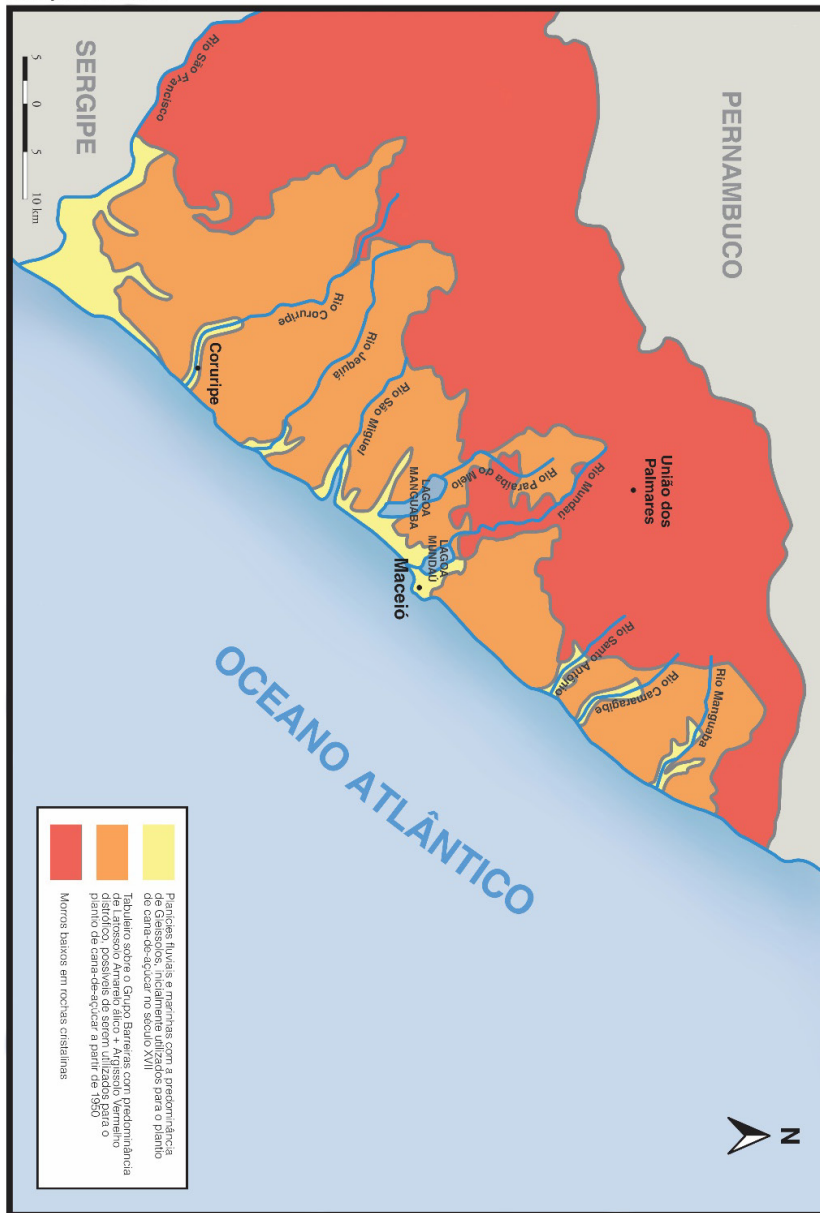 PERNAMBUCO
SERGIPE
N
5
0
5
10 km
Rio São Francisco
Rio Coruripe
Coruripe
Rio Jequiá
Rio São Miguel
LAGOA
MANGUABA
Rio Paraíba do Meio
Rio Mundaú
LAGOA
MUNDAÚ
Maceió
União dos
Palmares
Rio Santo Antônio
Rio Camaragibe
Rio Manguaba
OCEANO ATLÂNTICO
Planícies fluviais e marinhas com a predominância
de Gleissolos, inicialmente utilizados para o plantio
de cana-de-açúcar no século XVII
Tabuleiro sobre o Grupo Barreiras com predominância
de Latossolo Amarelo álico + Argissolo Vermelho
distrófico, possíveis de serem utilizados para o
plantio de cana-de-açúcar a partir de 1950
Morros baixos em rochas cristalinas